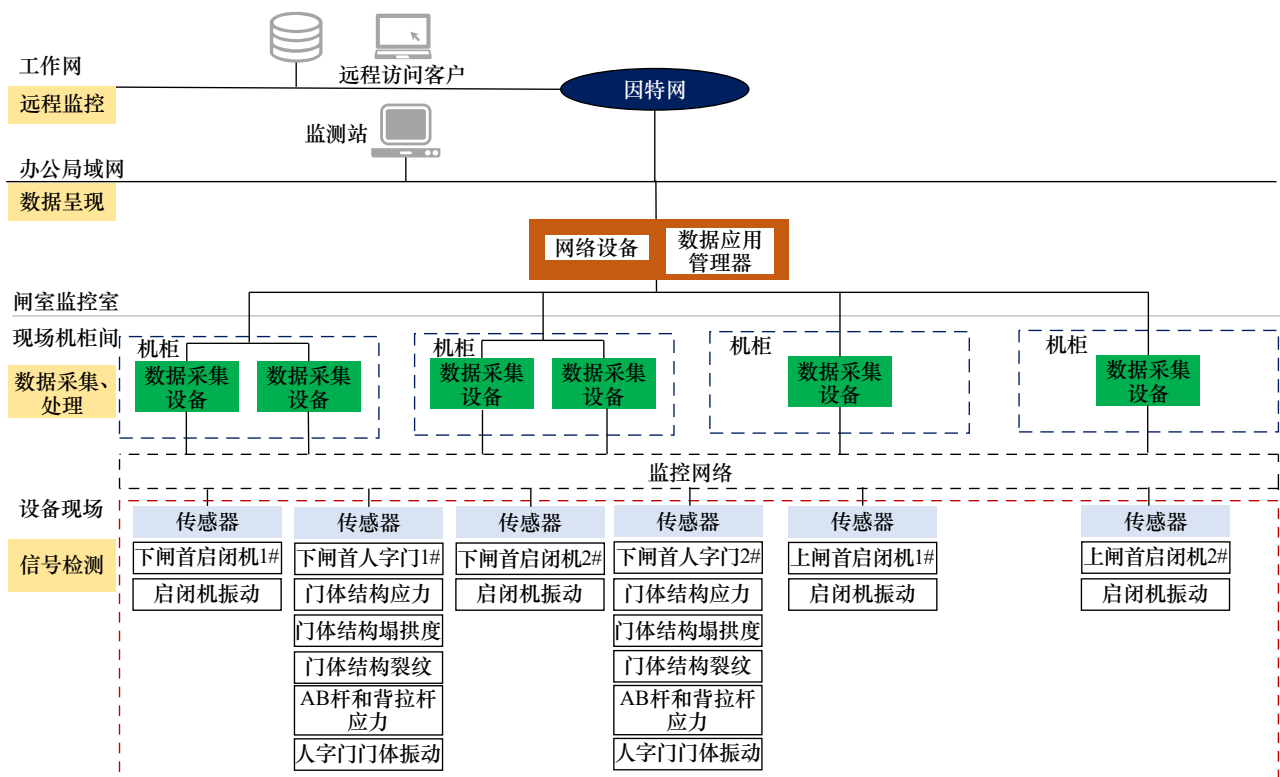 工作网
远程访问客户
因特网
远程监控
监测站
办公局域网
数据呈现
网络设备
数据应用
管理器
闸室监控室
现场机柜间
机柜
机柜
机柜
机柜
数据采集、
处理
数据采集
设备
数据采集
设备
数据采集
设备
数据采集
设备
数据采集
设备
数据采集
设备
监控网络
设备现场
信号检测
传感器
下闸首启闭机1#
启闭机振动
传感器
下闸首人字门1#
门体结构应力
门体结构塌拱度
门体结构裂纹
AB杆和背拉杆
应力
人字门门体振动
传感器
下闸首启闭机2#
启闭机振动
传感器
下闸首人字门2#
门体结构应力
门体结构塌拱度
门体结构裂纹
AB杆和背拉杆
应力
人字门门体振动
传感器
上闸首启闭机1#
启闭机振动
传感器
上闸首启闭机2#
启闭机振动